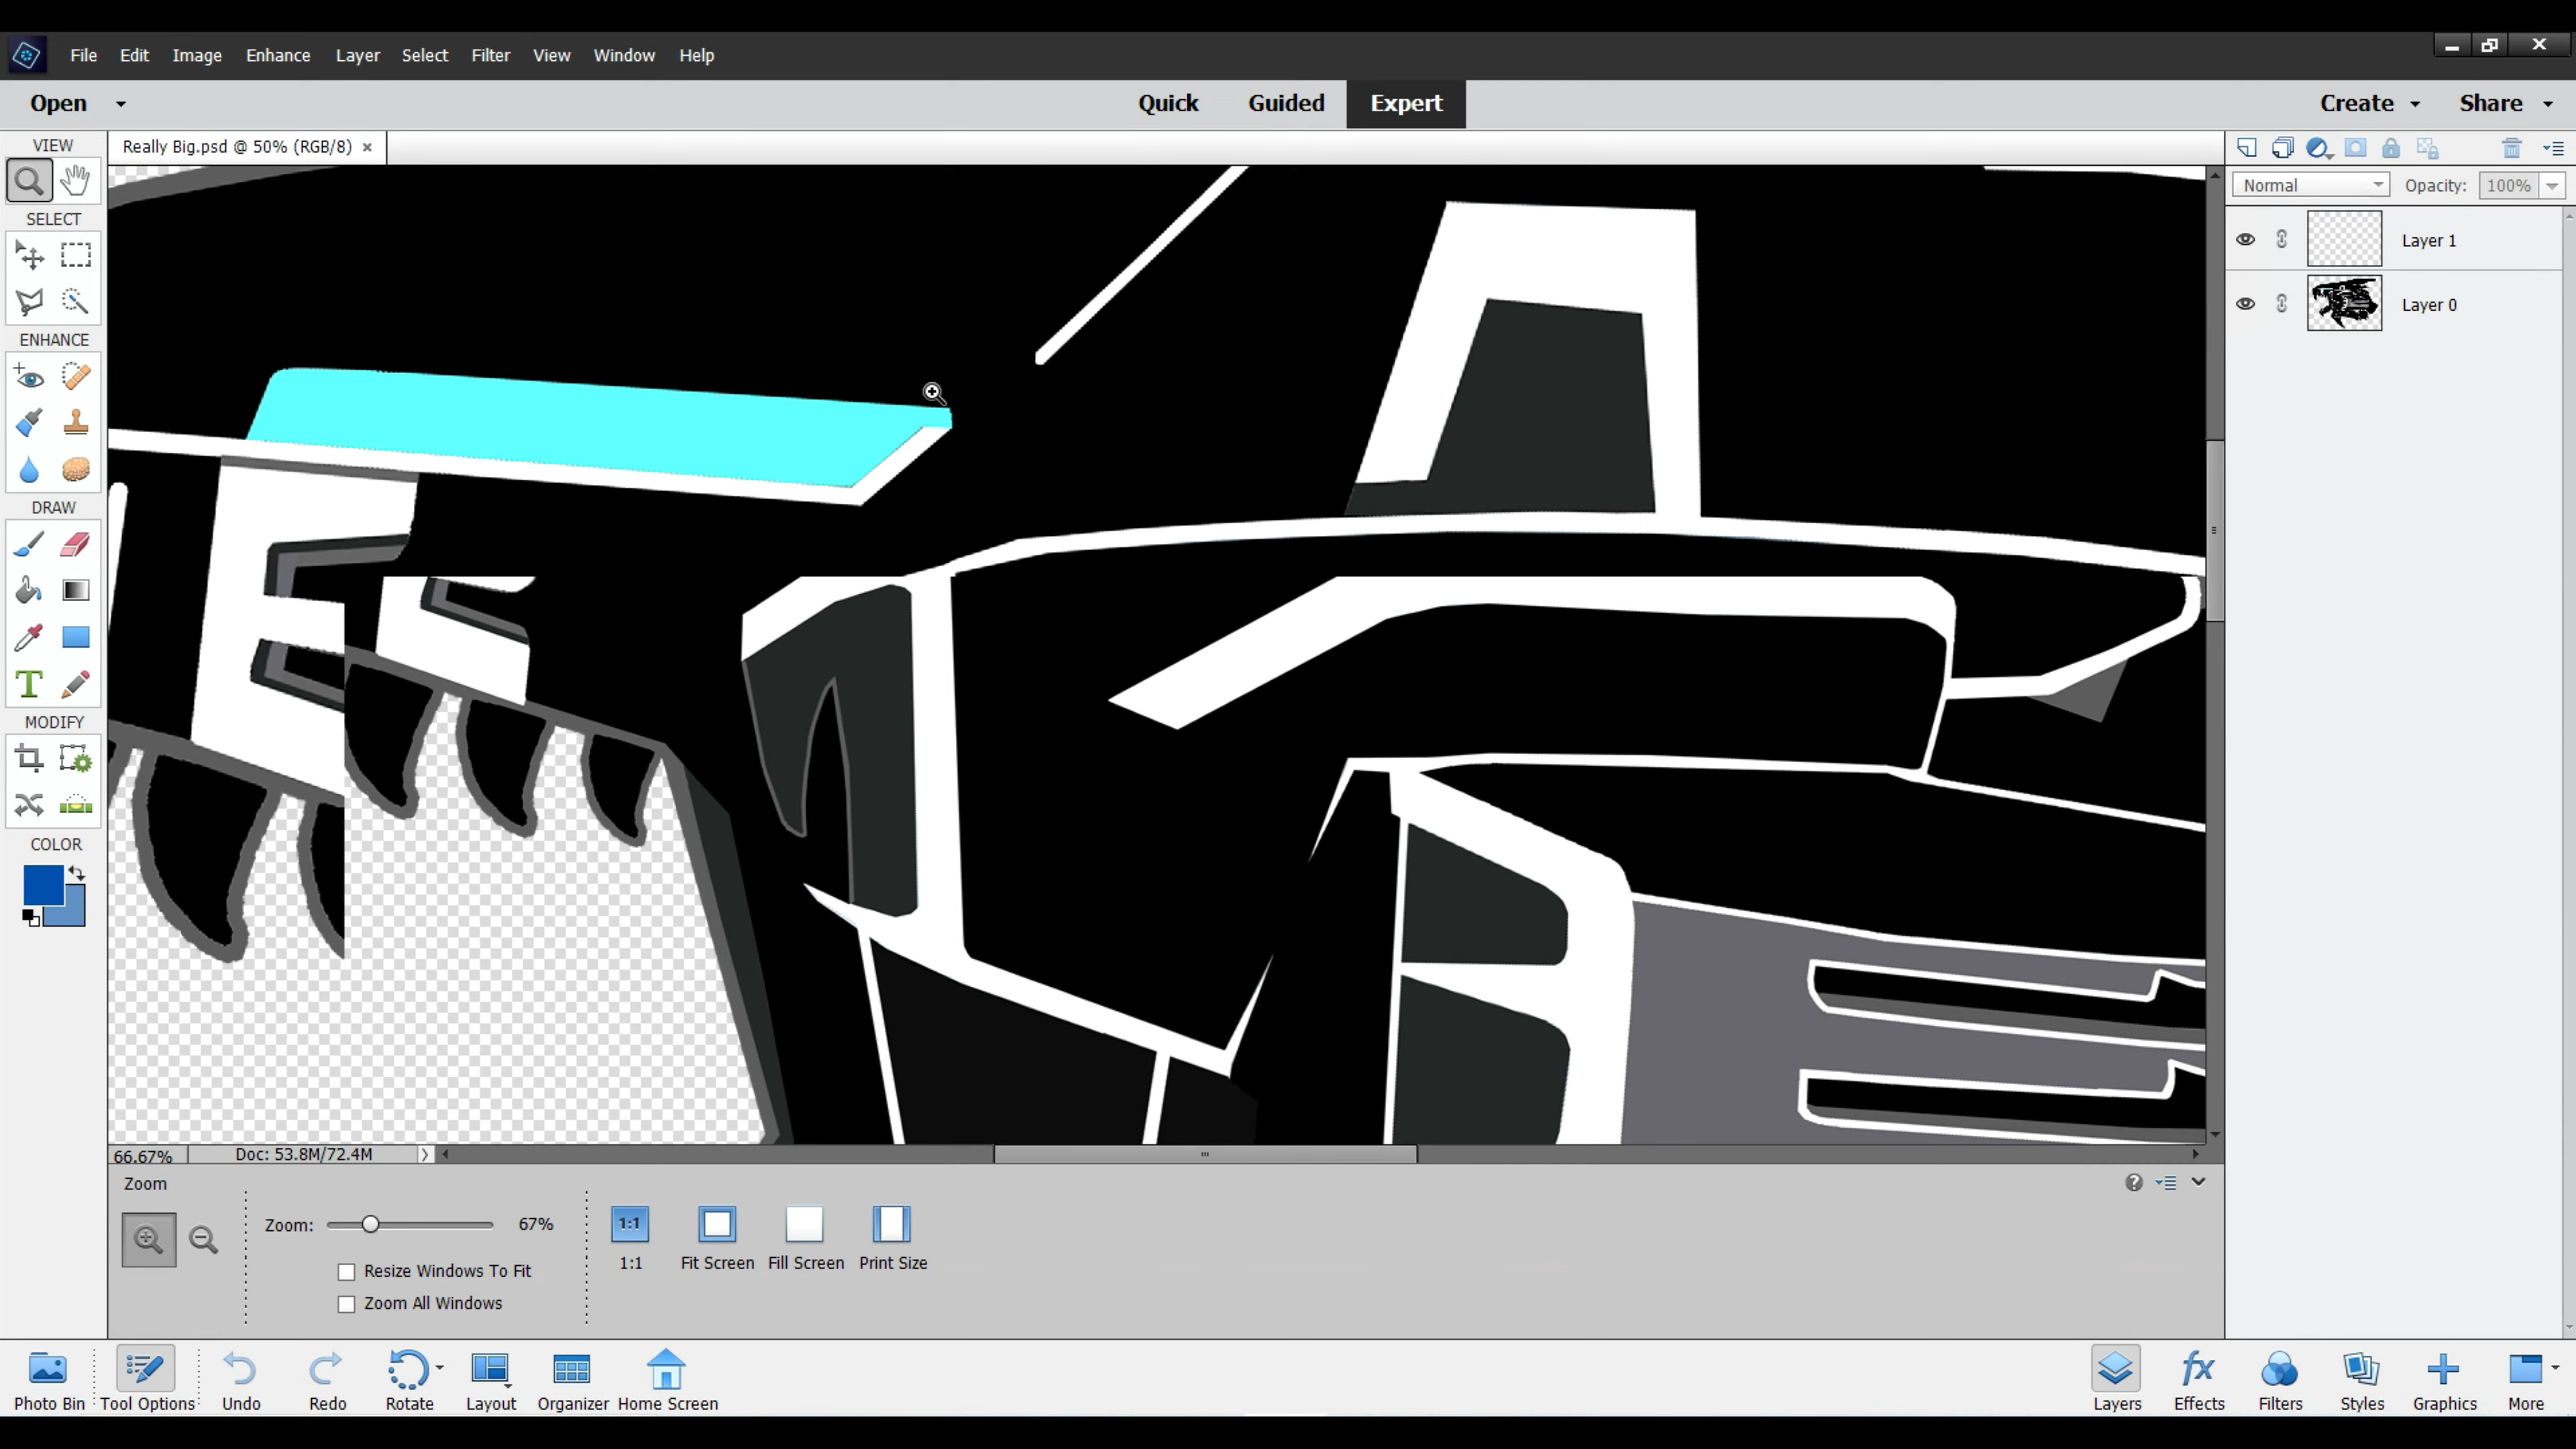 File Edit Image Enhance Layer Select Filter View Window Help
Open Quick Guided Expert Create Share
VIEW
Really Big.psd @ 50% (RGB/8) ×
Normal Opacity: 100%
SELECT
Layer 1
Layer 0
ENHANCE
DRAW
T
MODIFY
COLOR
66.67% Doc: 53.8M/72.4M
Zoom
Zoom: 67%
1:1
1:1 Fit Screen Fill Screen Print Size
Resize Windows To Fit
Zoom All Windows
fx
Photo Bin Tool Options Undo Redo Rotate Layout Organizer Home Screen Layers Effects Filters Styles Graphics More